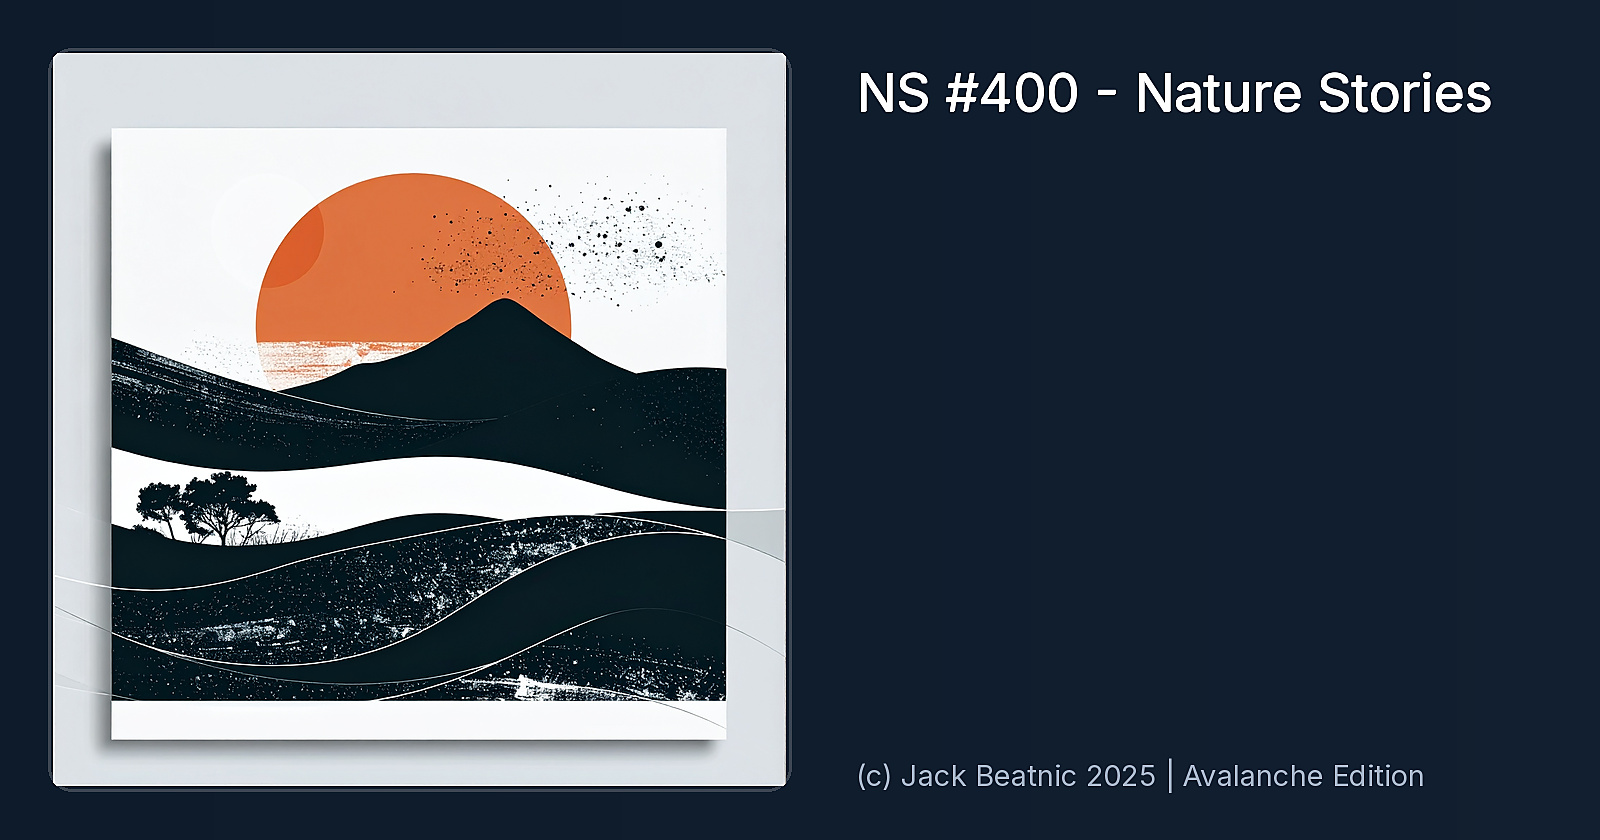 NS #400 - Nature Stories
(c) Jack Beatnic 2025 | Avalanche Edition